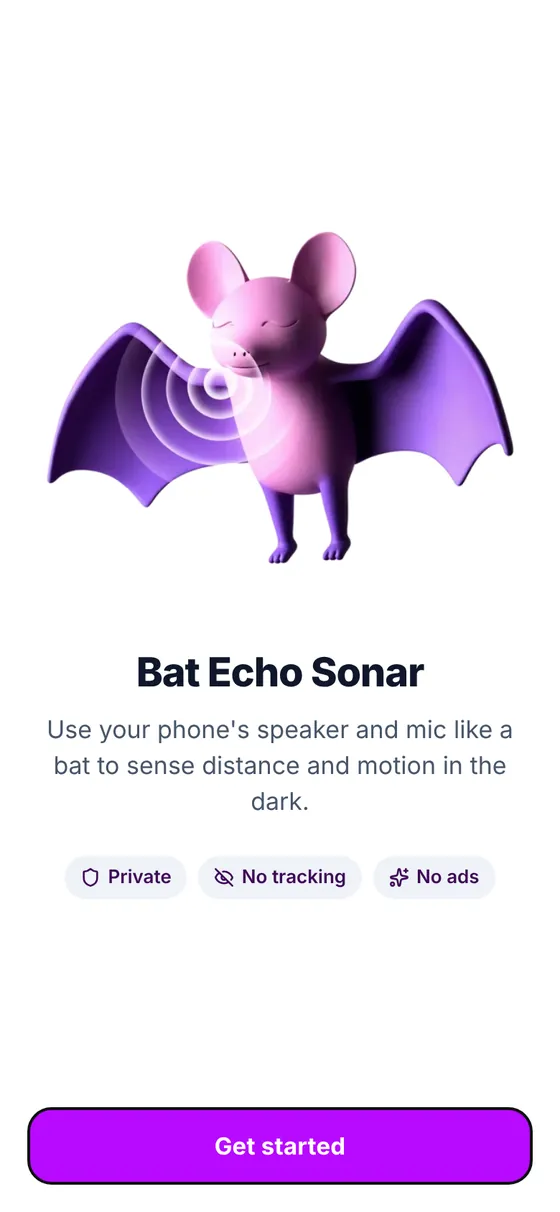 Bat Echo Sonar
Use your phone's speaker and mic like a
bat to sense distance and motion in the
dark.
Private
No tracking
No ads
Get started